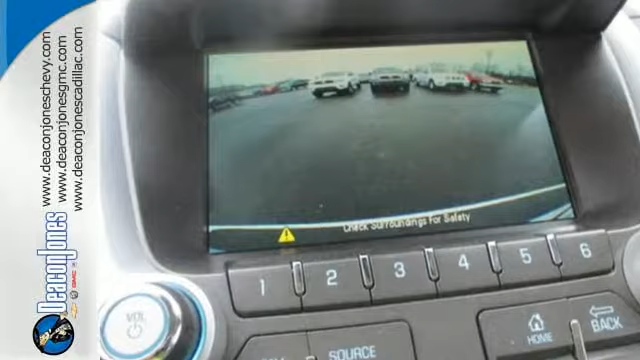 www.deaconjoneschevy.com
www.deaconjonesgmc.com
www.deaconjonescadillac.com
DeaconJones
GMC
Check Surroundings for Safety
1 2 3 4 5 6
VOL
SOURCE
HOME
BACK